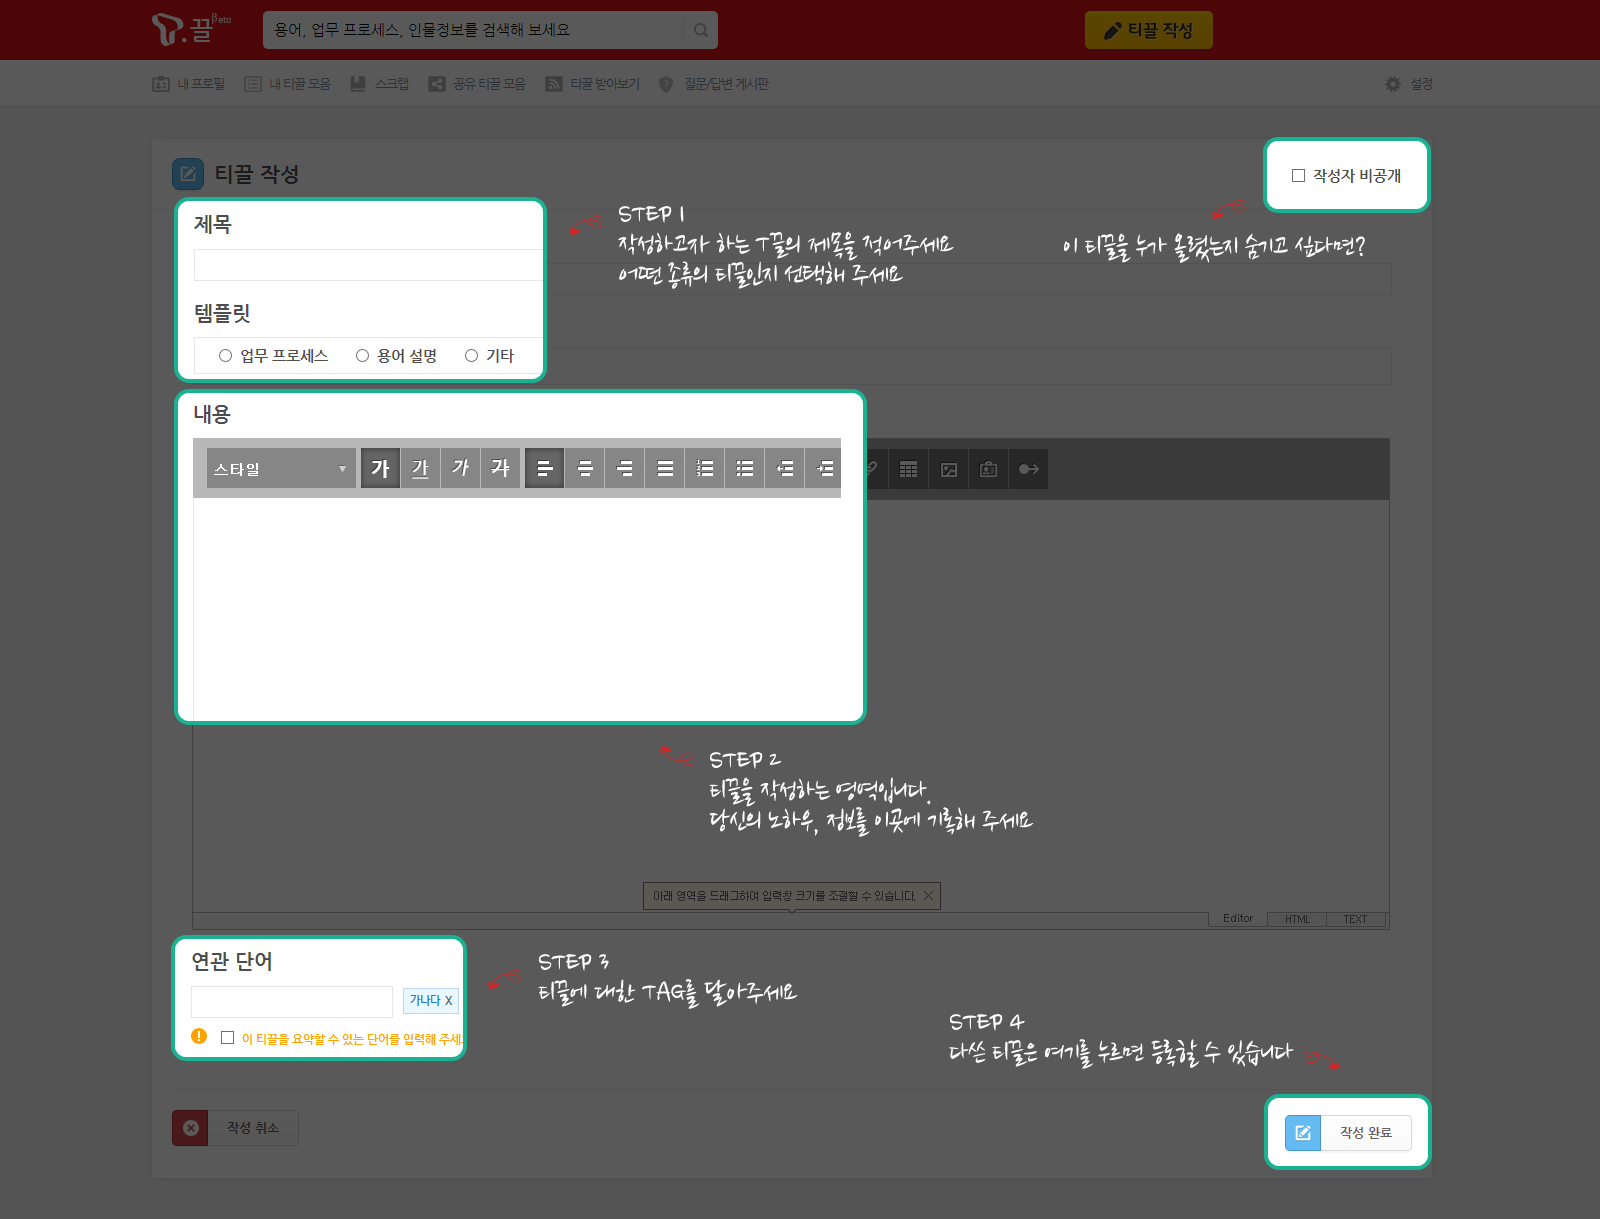 T.끌 Beta
용어, 업무 프로세스, 인물정보를 검색해 보세요
티끌 작성
내 프로필
내 티끌 모음
스크랩
공유 티끌 모음
티끌 받아보기
질문/답변 게시판
설정
티끌 작성
작성자 비공개
이 티끌을 누가 올렸는지 숨기고 싶다면?
제목
STEP 1
작성하고자 하는 T끌의 제목을 적어주세요
어떤 종류의 티끌인지 선택해 주세요
템플릿
업무 프로세스
용어 설명
기타
내용
스타일
가 가 가 가
STEP 2
티끌을 작성하는 영역입니다.
당신의 노하우, 정보를 이곳에 기록해 주세요
아래 영역을 드래그하여 입력창 크기를 조절할 수 있습니다.
Editor
HTML
TEXT
연관 단어
가나다 X
이 티끌을 요약할 수 있는 단어를 입력해 주세
STEP 3
티끌에 대한 TAG를 달아주세요
STEP 4
다쓴 티끌은 여기를 누르면 등록할 수 있습니다
작성 취소
작성 완료